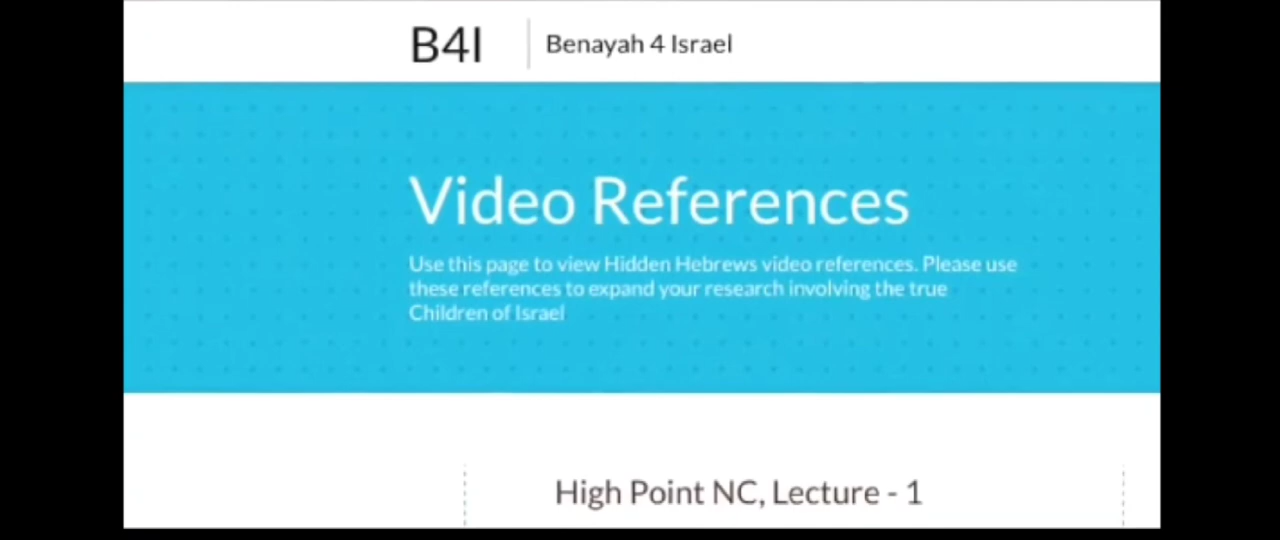 B4I
Benayah 4 Israel
Video References
Use this page to view Hidden Hebrews video references. Please use
these references to expand your research involving the true
Children of Israel
High Point NC, Lecture - 1